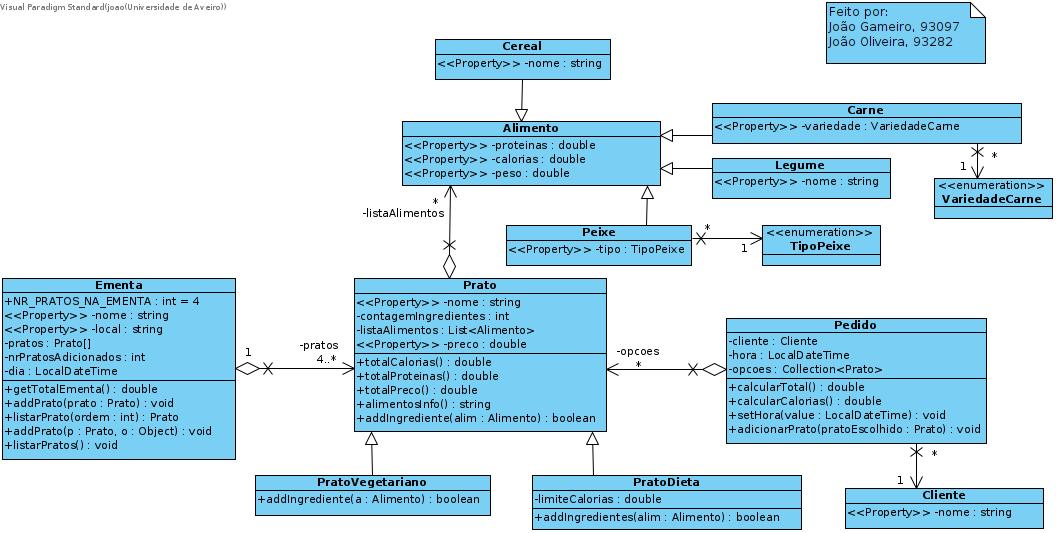 Visual Paradigm Standard(joao(Universidade de Aveiro))
Feito por:
João Gameiro, 93097
João Oliveira, 93282
Cereal
<<Property>> -nome : string
Alimento
<<Property>> -proteinas : double
<<Property>> -calorias : double
<<Property>> -peso : double
Carne
<<Property>> -variedade : VariedadeCarne
*
1
Legume
<<Property>> -nome : string
<<enumeration>>
VariedadeCarne
*
-listaAlimentos
Peixe
<<Property>> -tipo : TipoPeixe
*
1
<<enumeration>>
TipoPeixe
Ementa
+NR_PRATOS_NA_EMENTA : int = 4
<<Property>> -nome : string
<<Property>> -local : string
-pratos : Prato[]
-nrPratosAdicionados : int
-dia : LocalDateTime
+getTotalEmenta() : double
+addPrato(prato : Prato) : void
+listarPrato(ordem : int) : Prato
+addPrato(p : Prato, o : Object) : void
+listarPratos() : void
1
-pratos
4..*
Prato
<<Property>> -nome : string
-contagemIngredientes : int
-listaAlimentos : List<Alimento>
<<Property>> -preco : double
+totalCalorias() : double
+totalProteinas() : double
+totalPreco() : double
+alimentosInfo() : string
+addIngrediente(alim : Alimento) : boolean
-opcoes
*
Pedido
-cliente : Cliente
-hora : LocalDateTime
-opcoes : Collection<Prato>
+calcularTotal() : double
+calcularCalorias() : double
+setHora(value : LocalDateTime) : void
+adicionarPrato(pratoEscolhido : Prato) : void
*
1
PratoVegetariano
+addIngrediente(a : Alimento) : boolean
PratoDieta
-limiteCalorias : double
+addIngredientes(alim : Alimento) : boolean
Cliente
<<Property>> -nome : string